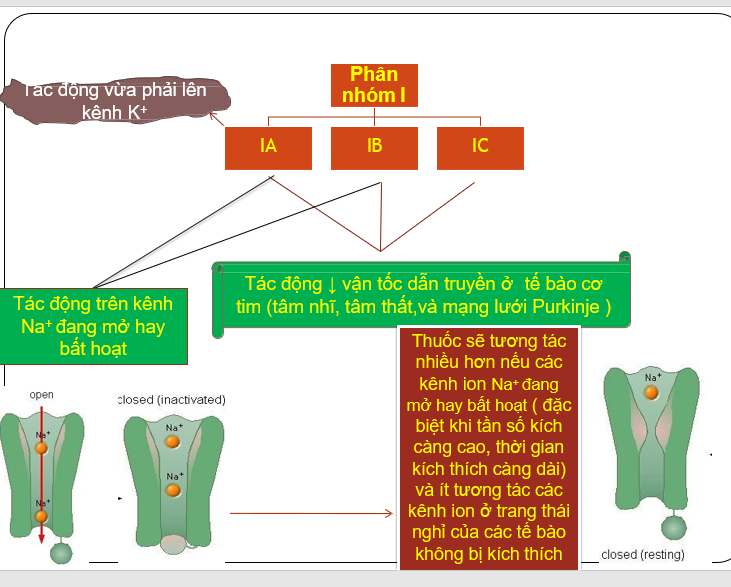 Phân
nhóm I
Tác động vừa phải lên
kênh K⁺
IA
IB
IC
Tác động ↓ vận tốc dẫn truyền ở tế bào cơ
tim (tâm nhĩ, tâm thất,và mạng lưới Purkinje )
Tác động trên kênh
Na⁺ đang mở hay
bất hoạt
Thuốc sẽ tương tác
nhiều hơn nếu các
kênh ion Na⁺ đang
mở hay bất hoạt ( đặc
biệt khi tần số kích
càng cao, thời gian
kích thích càng dài)
và ít tương tác các
kênh ion ở trang thái
nghỉ của các tế bào
không bị kích thích
open
Na⁺
Na⁺
closed (inactivated)
Na⁺
Na⁺
Na⁺
closed (resting)